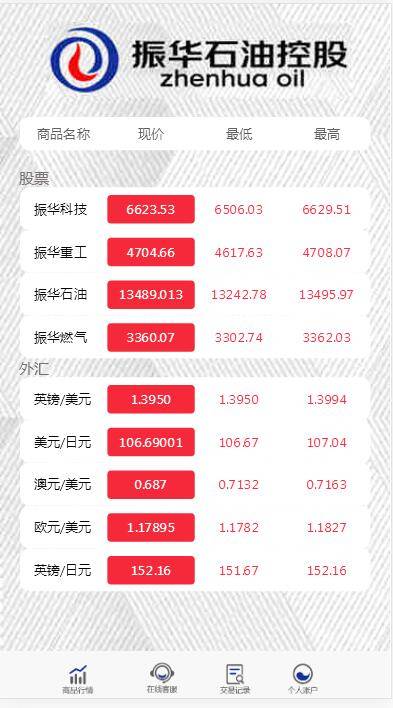 振华石油控股
zhenhua oil
商品名称 现价 最低 最高
股票
振华科技 6623.53 6506.03 6629.51
振华重工 4704.66 4617.63 4708.07
振华石油 13489.013 13242.78 13495.97
振华燃气 3360.07 3302.74 3362.03
外汇
英镑/美元 1.3950 1.3950 1.3994
美元/日元 106.69001 106.67 107.04
澳元/美元 0.687 0.7132 0.7163
欧元/美元 1.17895 1.1782 1.1827
英镑/日元 152.16 151.67 152.16
商品行情 在线客服 交易记录 个人账户